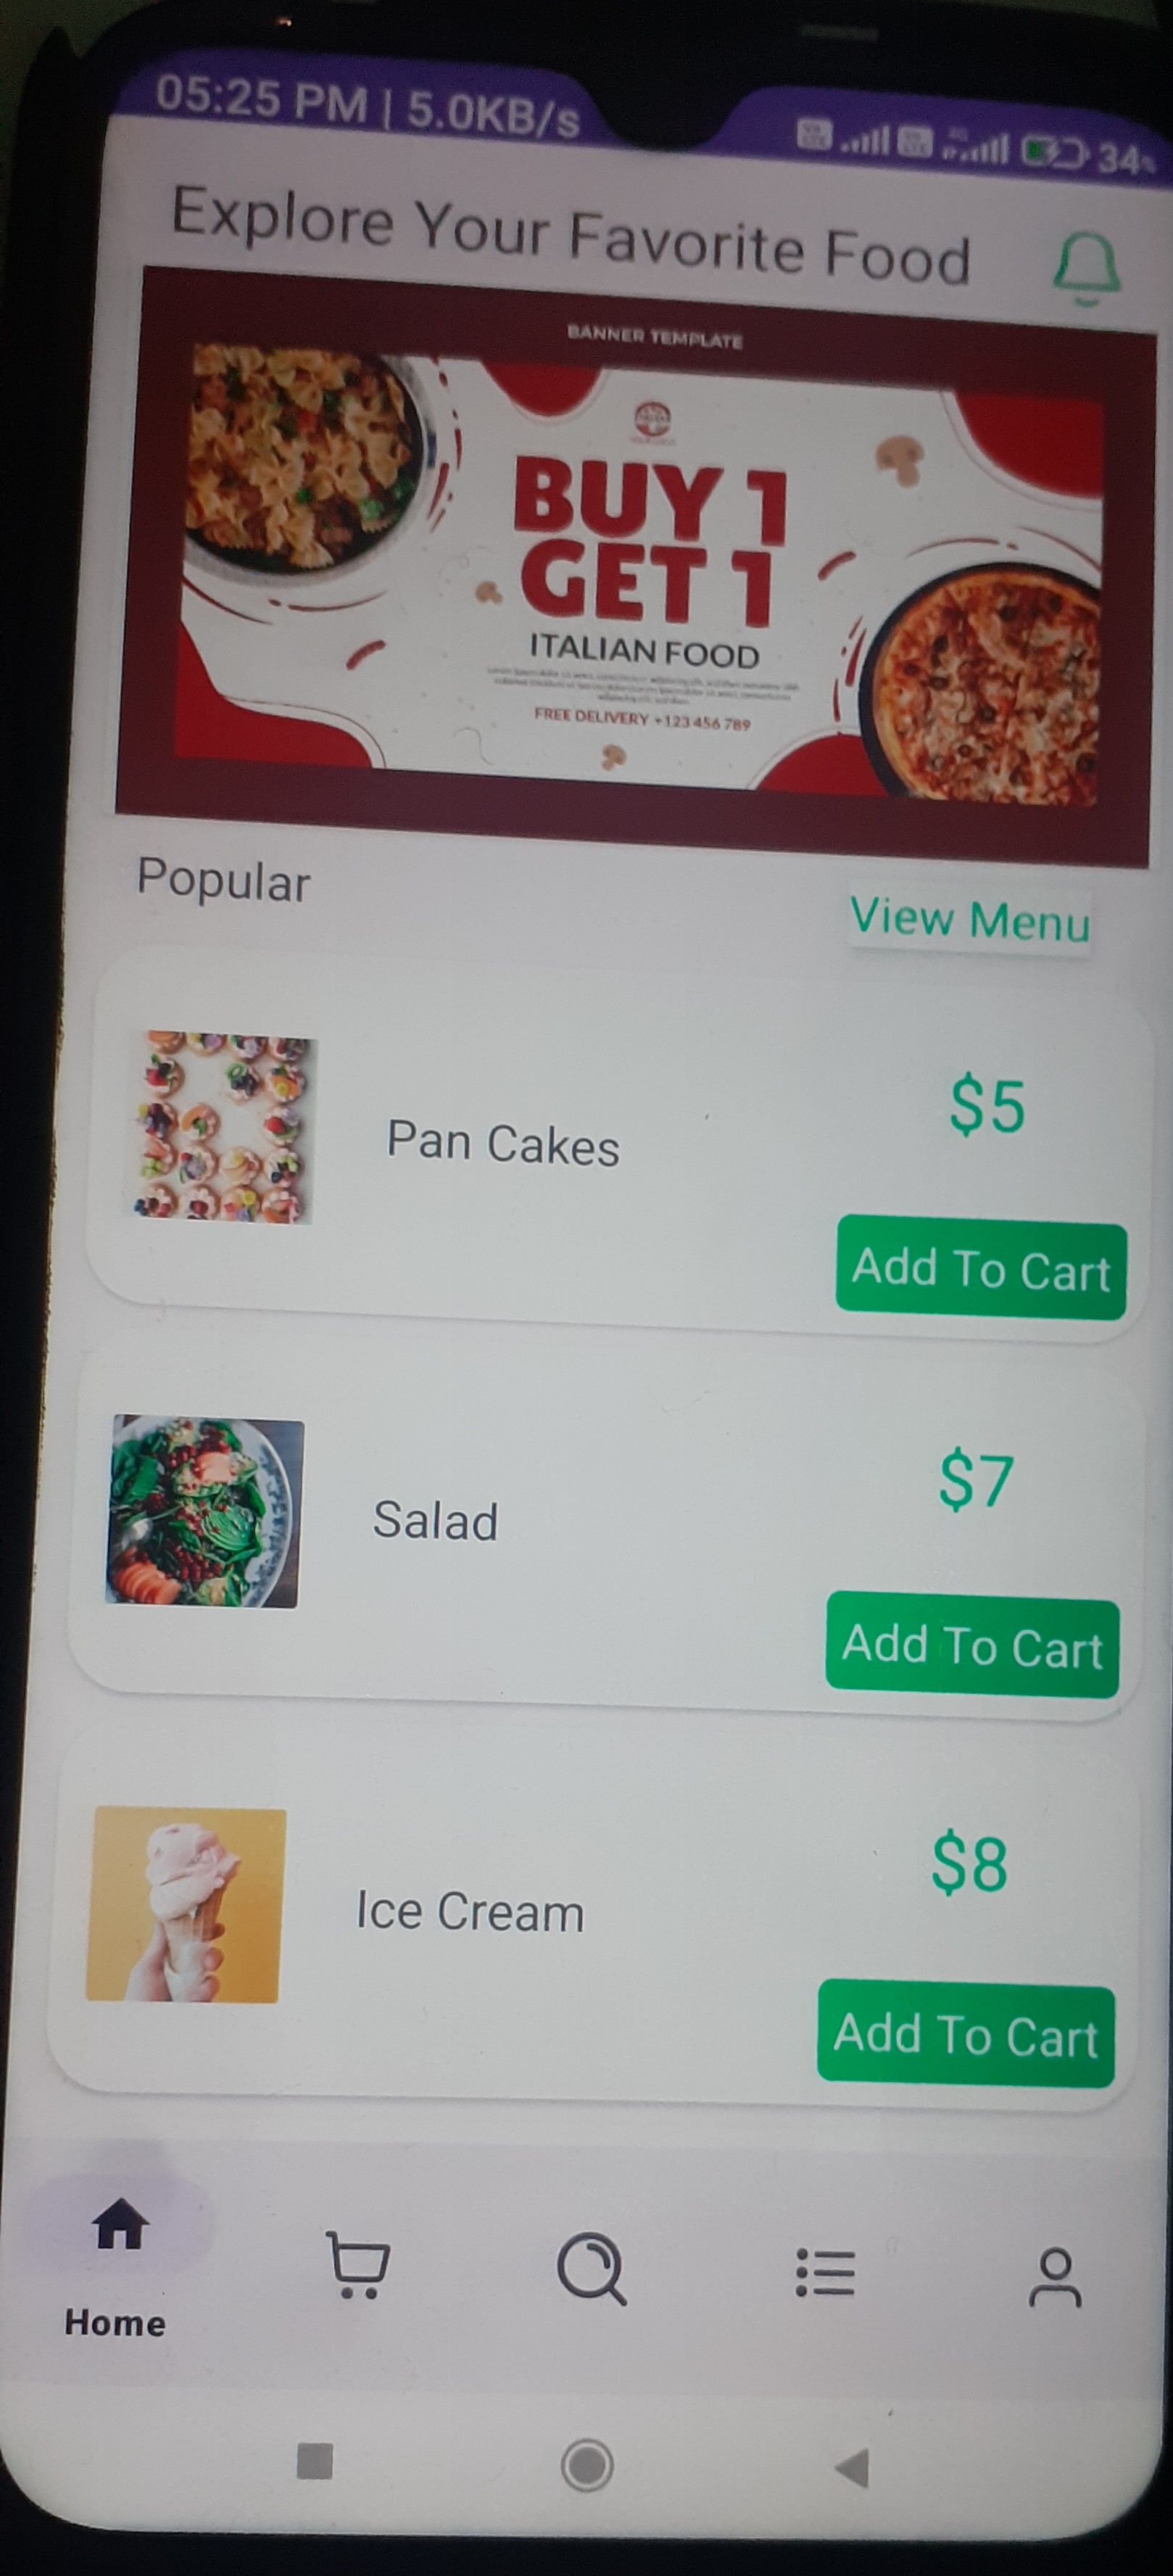 05:25 PM | 5.0KB/s
34%
Explore Your Favorite Food
BANNER TEMPLATE
BUY 1
GET 1
ITALIAN FOOD
FREE DELIVERY +123 456 789
Popular
View Menu
Pan Cakes
$5
Add To Cart
Salad
$7
Add To Cart
Ice Cream
$8
Add To Cart
Home